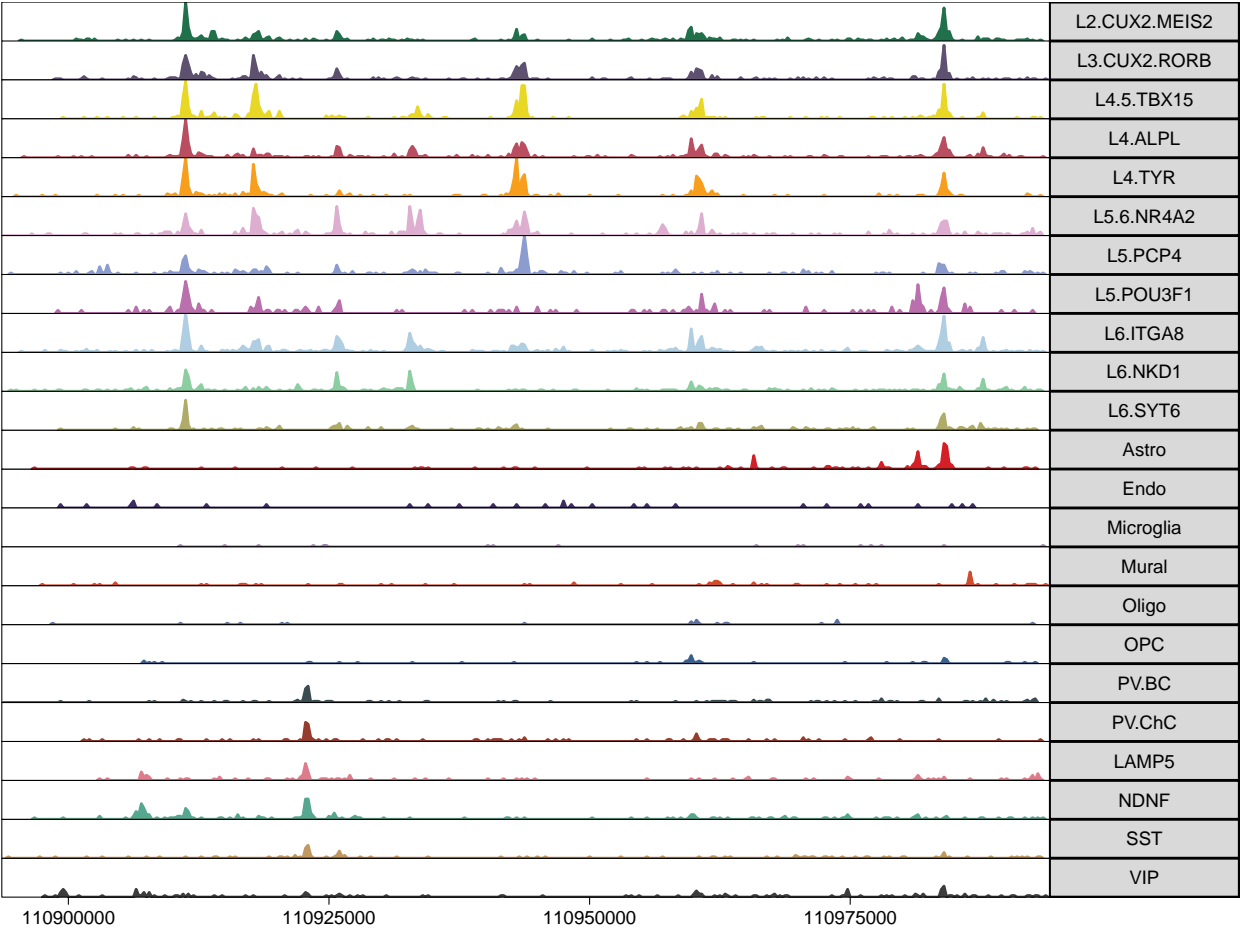 L2.CUX2.MEIS2
L3.CUX2.RORB
L4.5.TBX15
L4.ALPL
L4.TYR
L5.6.NR4A2
L5.PCP4
L5.POU3F1
L6.ITGA8
L6.NKD1
L6.SYT6
Astro
Endo
Microglia
Mural
Oligo
OPC
PV.BC
PV.ChC
LAMP5
NDNF
SST
VIP
110900000 110925000 110950000 110975000